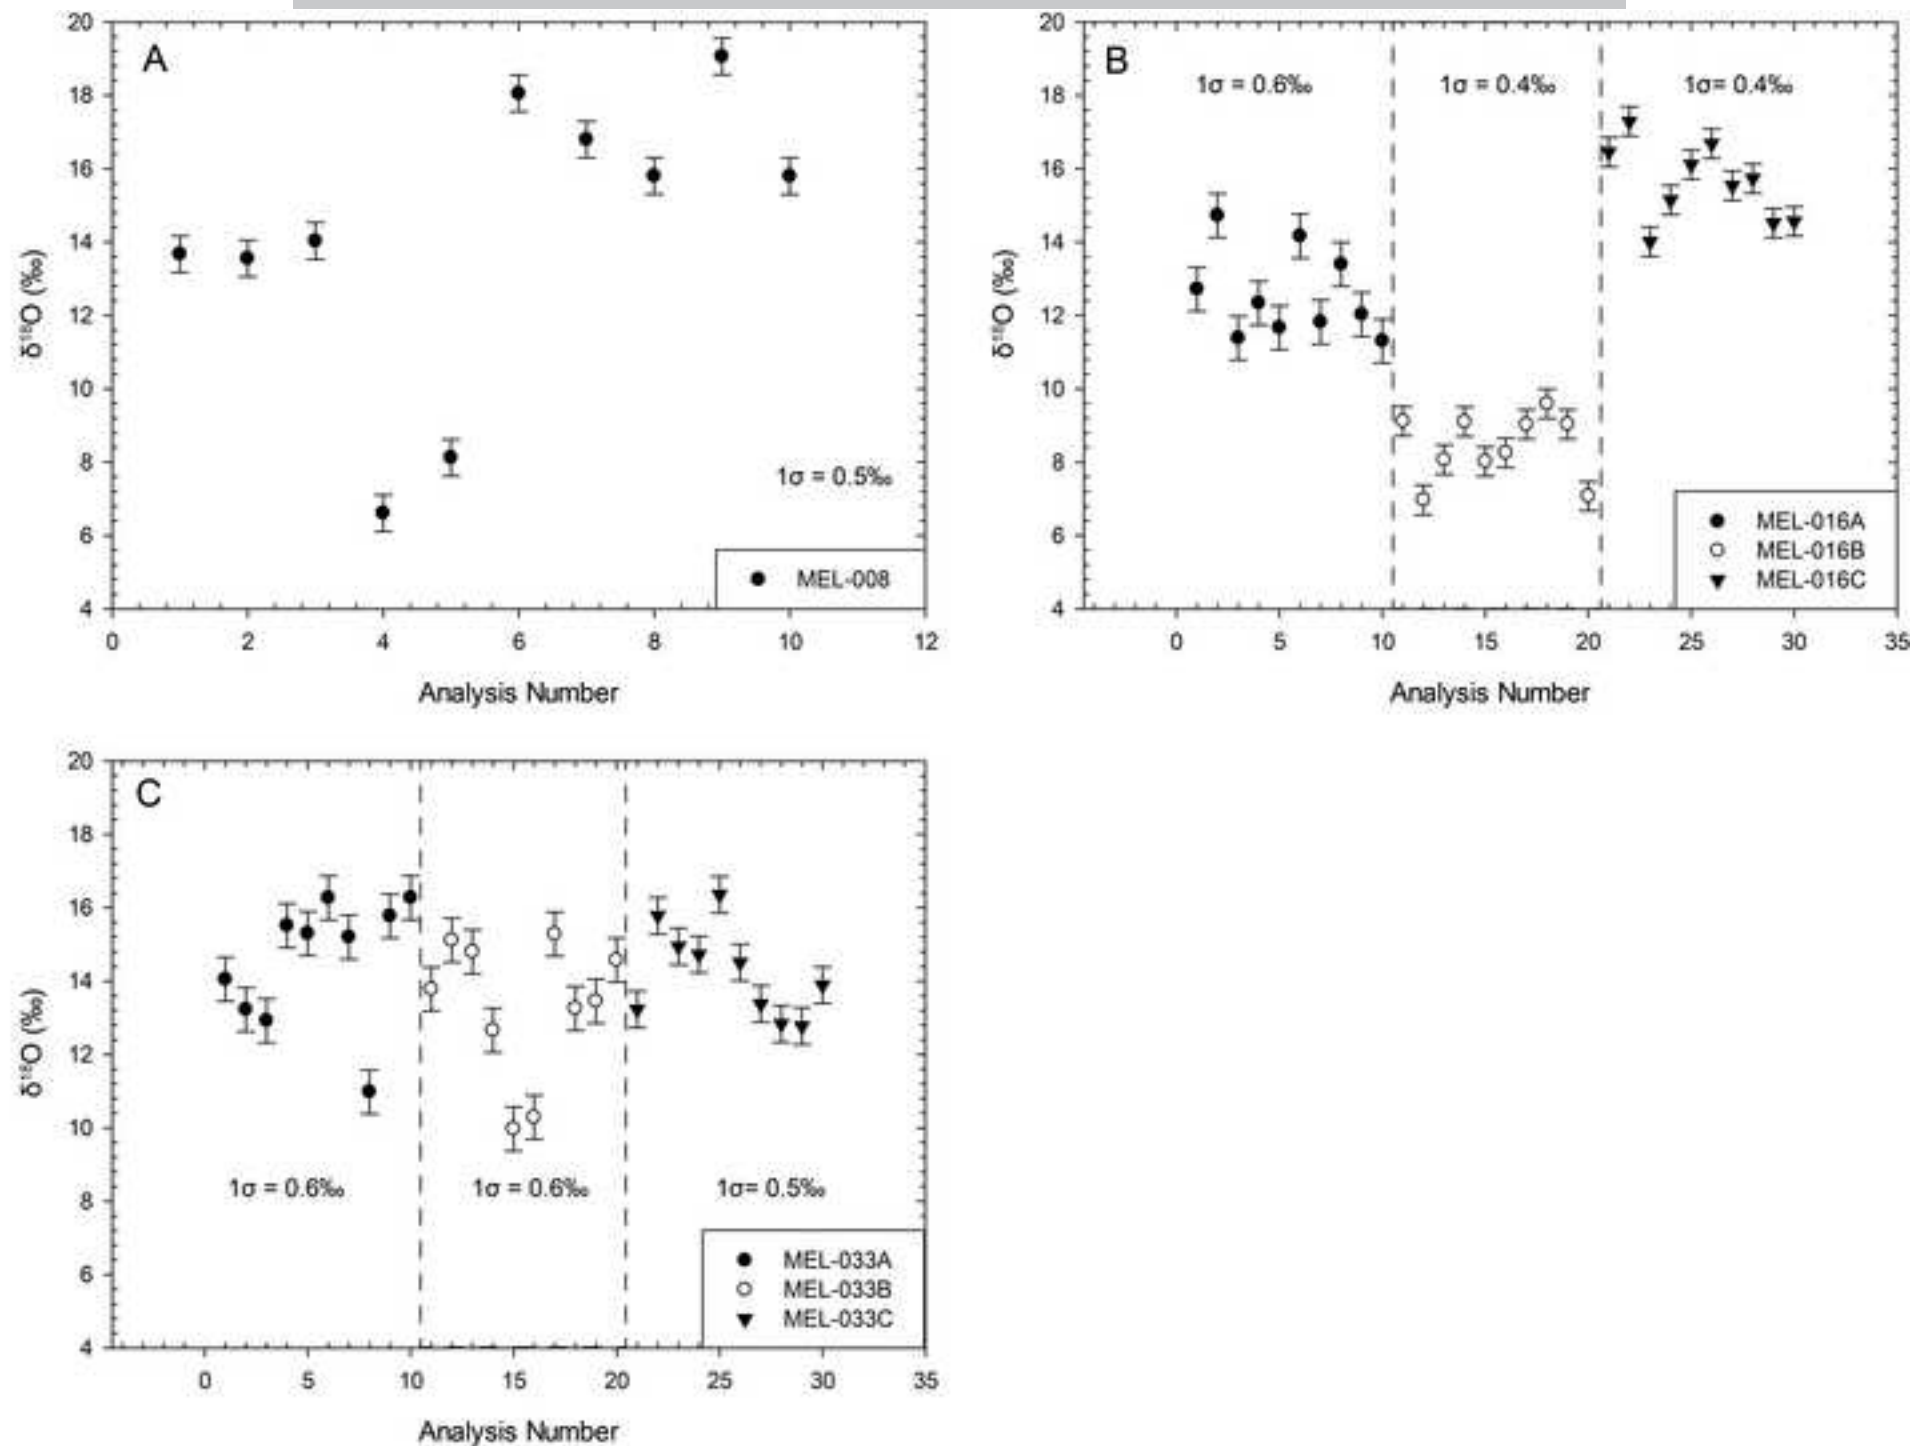 A
20
18
16
14
12
10
8
6
4
δ¹⁸O (‰)
1σ = 0.5‰
MEL-008
0 2 4 6 8 10 12
Analysis Number
B
20
18
16
14
12
10
8
6
4
δ¹⁸O (‰)
1σ = 0.6‰ 1σ = 0.4‰ 1σ= 0.4‰
MEL-016A
MEL-016B
MEL-016C
0 5 10 15 20 25 30 35
Analysis Number
C
20
18
16
14
12
10
8
6
4
δ¹⁸O (‰)
1σ = 0.6‰ 1σ = 0.6‰ 1σ= 0.5‰
MEL-033A
MEL-033B
MEL-033C
0 5 10 15 20 25 30 35
Analysis Number